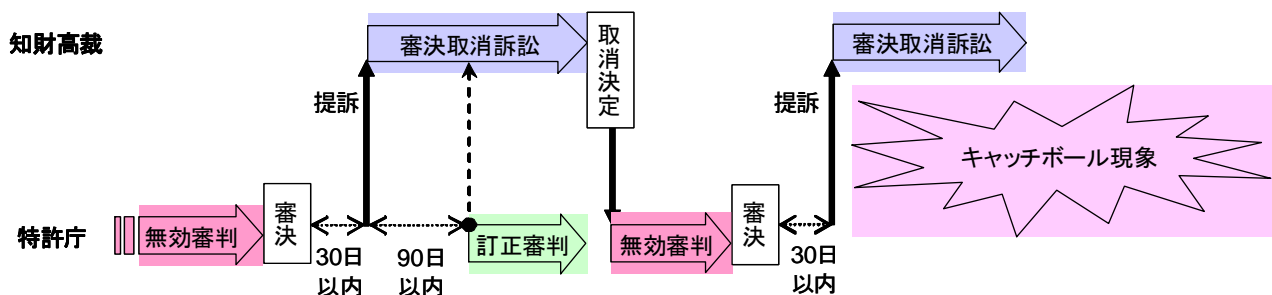 知財高裁
審決取消訴訟
取消決定
審決取消訴訟
提訴
提訴
キャッチボール現象
特許庁
無効審判
審決
訂正審判
無効審判
審決
30日
以内
90日
以内
30日
以内